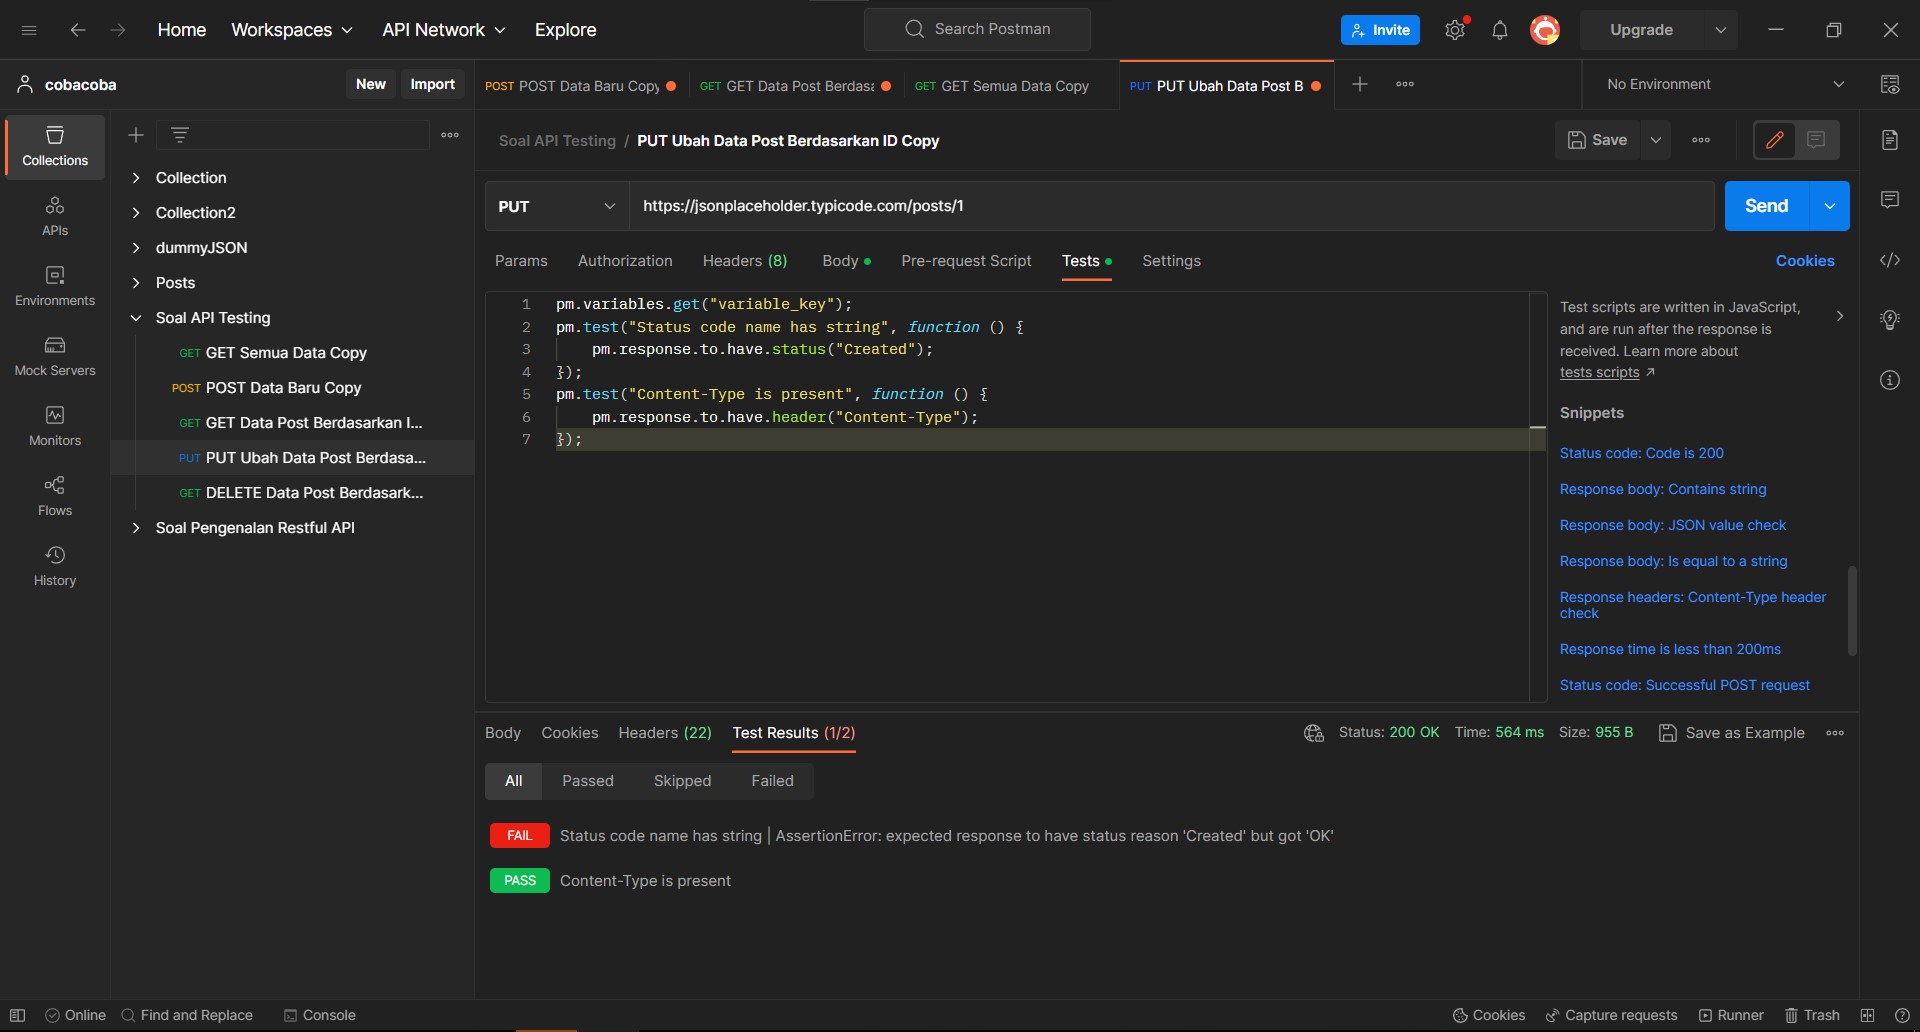 Home Workspaces API Network Explore
Search Postman
Invite
Upgrade
cobacoba
New Import
POST POST Data Baru Copy
GET GET Data Post Berdasa
GET GET Semua Data Copy
PUT PUT Ubah Data Post B
No Environment
Collections
APIs
Environments
Mock Servers
Monitors
Flows
History
Collection
Collection2
dummyJSON
Posts
Soal API Testing
GET GET Semua Data Copy
POST POST Data Baru Copy
GET GET Data Post Berdasarkan I...
PUT PUT Ubah Data Post Berdasa...
GET DELETE Data Post Berdasark...
Soal Pengenalan Restful API
Soal API Testing / PUT Ubah Data Post Berdasarkan ID Copy
Save
PUT
https://jsonplaceholder.typicode.com/posts/1
Send
Params Authorization Headers (8) Body Pre-request Script Tests Settings
Cookies
1 pm.variables.get("variable_key");
2 pm.test("Status code name has string", function () {
3 pm.response.to.have.status("Created");
4 });
5 pm.test("Content-Type is present", function () {
6 pm.response.to.have.header("Content-Type");
7 });
Test scripts are written in JavaScript,
and are run after the response is
received. Learn more about
tests scripts ↗
Snippets
Status code: Code is 200
Response body: Contains string
Response body: JSON value check
Response body: Is equal to a string
Response headers: Content-Type header
check
Response time is less than 200ms
Status code: Successful POST request
Body Cookies Headers (22) Test Results (1/2)
Status: 200 OK Time: 564 ms Size: 955 B Save as Example
All Passed Skipped Failed
FAIL Status code name has string | AssertionError: expected response to have status reason 'Created' but got 'OK'
PASS Content-Type is present
Online Find and Replace Console
Cookies Capture requests Runner Trash